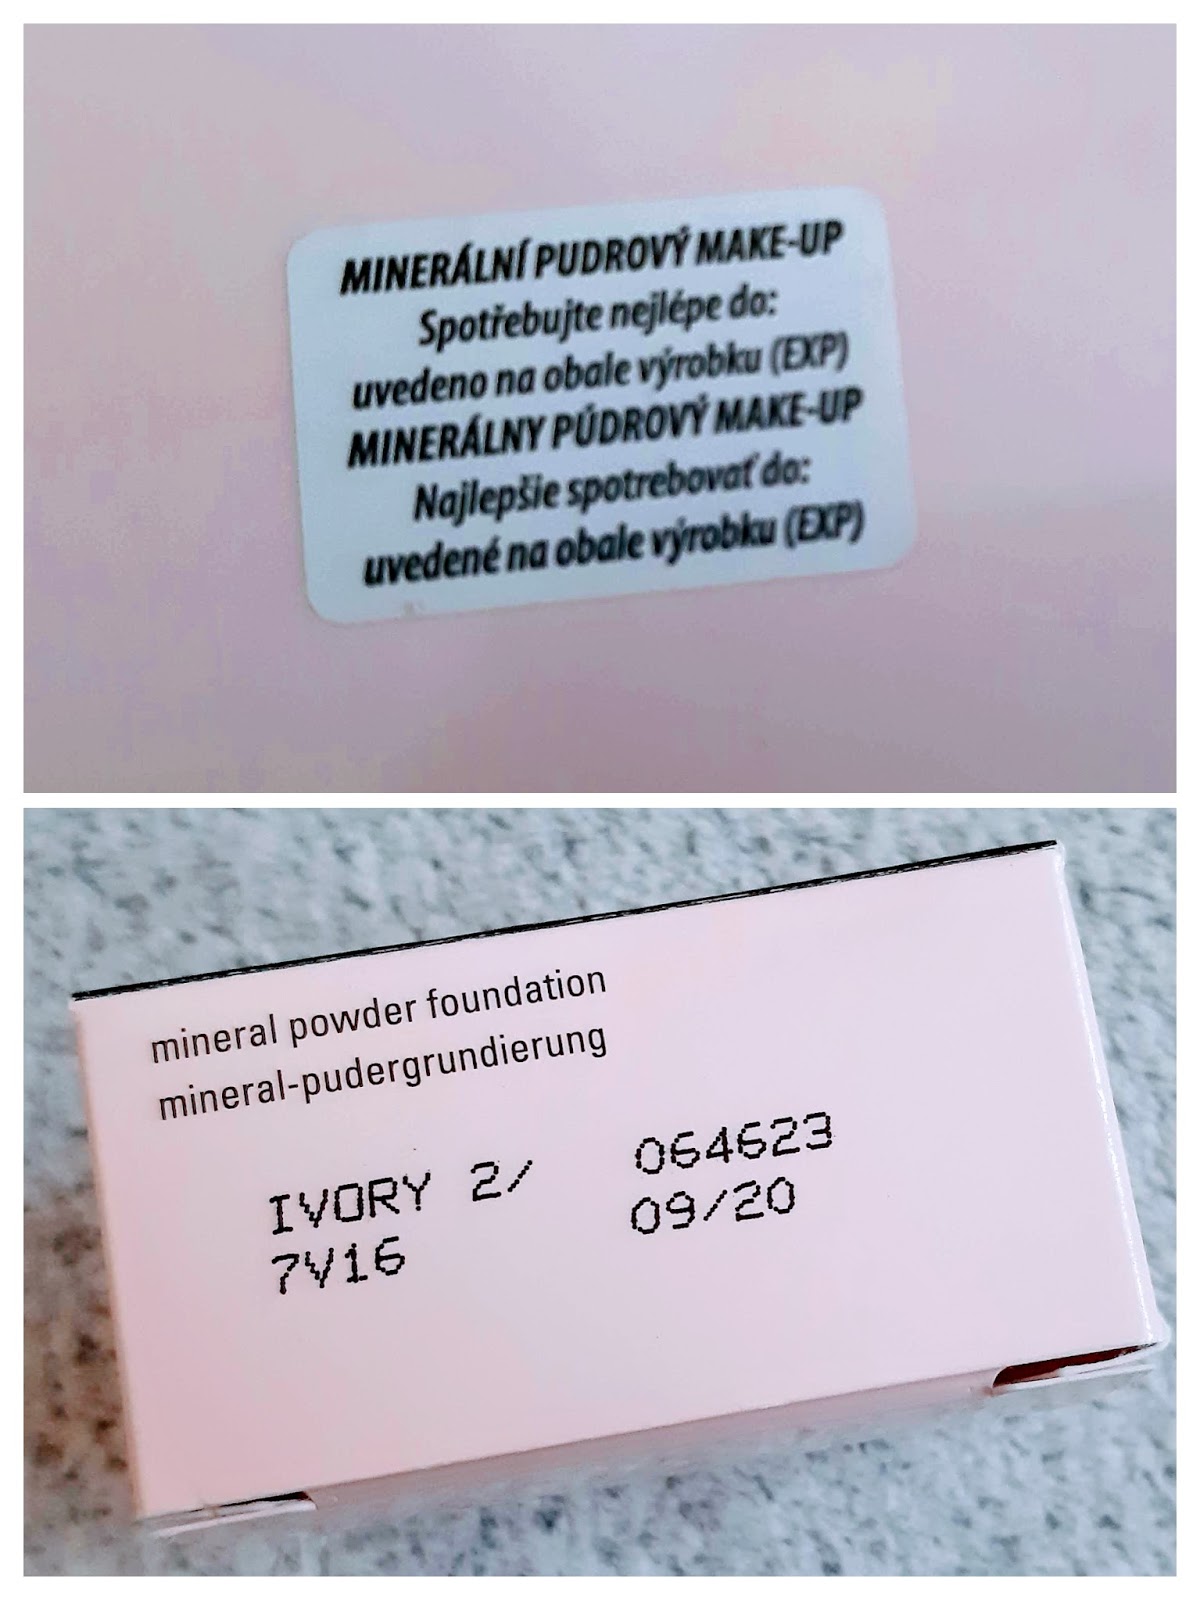 MINERÁLNÍ PUDROVÝ MAKE-UP
Spotřebujte nejlépe do:
uvedeno na obale výrobku (EXP)
MINERÁLNY PÚDROVÝ MAKE-UP
Najlepšie spotrebovať do:
uvedené na obale výrobku (EXP)
mineral powder foundation
mineral-pudergrundierung
IVORY 2/ 064623
7V16 09/20